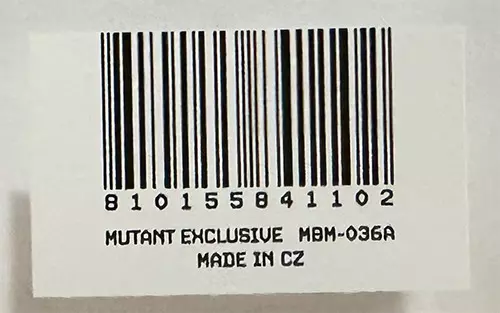 810155841102
MUTANT EXCLUSIVE MBM-036A
MADE IN CZ